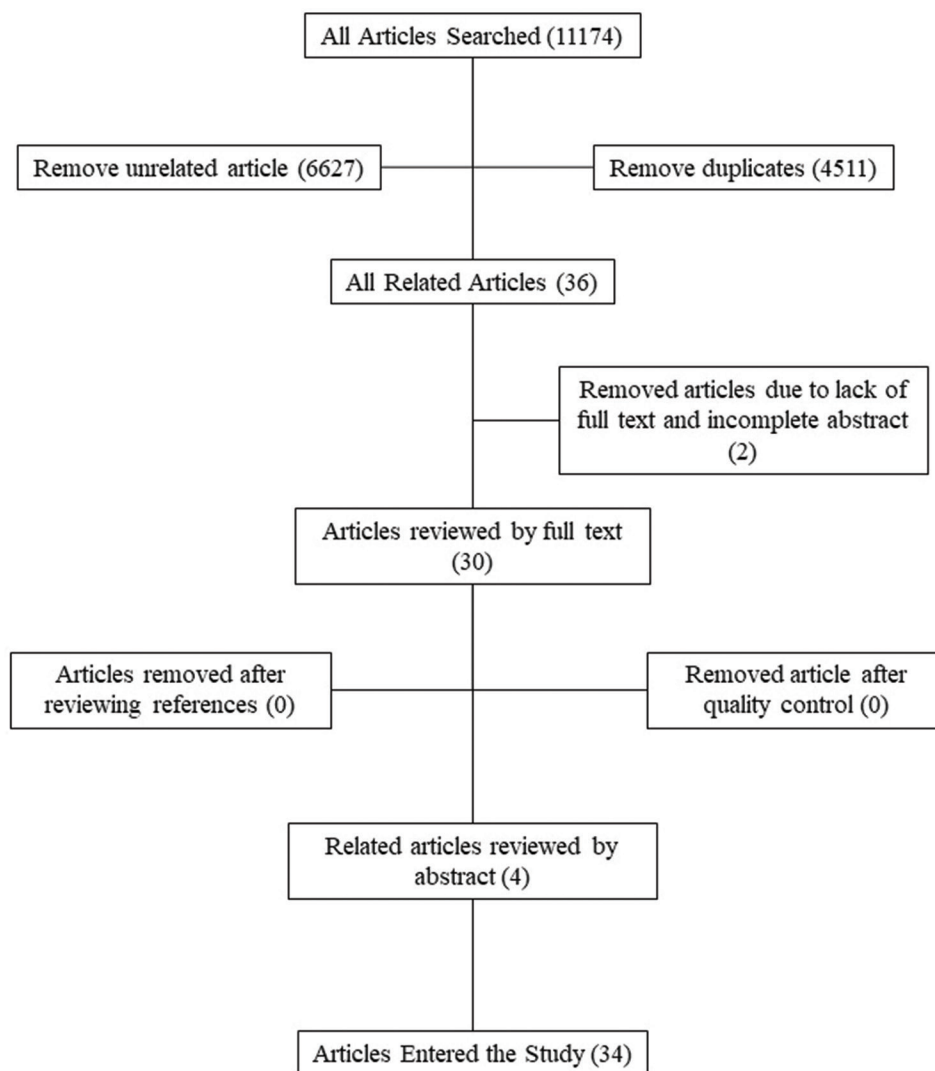 All Articles Searched (11174)
Remove unrelated article (6627)
Remove duplicates (4511)
All Related Articles (36)
Removed articles due to lack of
full text and incomplete abstract
(2)
Articles reviewed by full text
(30)
Articles removed after
reviewing references (0)
Removed article after
quality control (0)
Related articles reviewed by
abstract (4)
Articles Entered the Study (34)